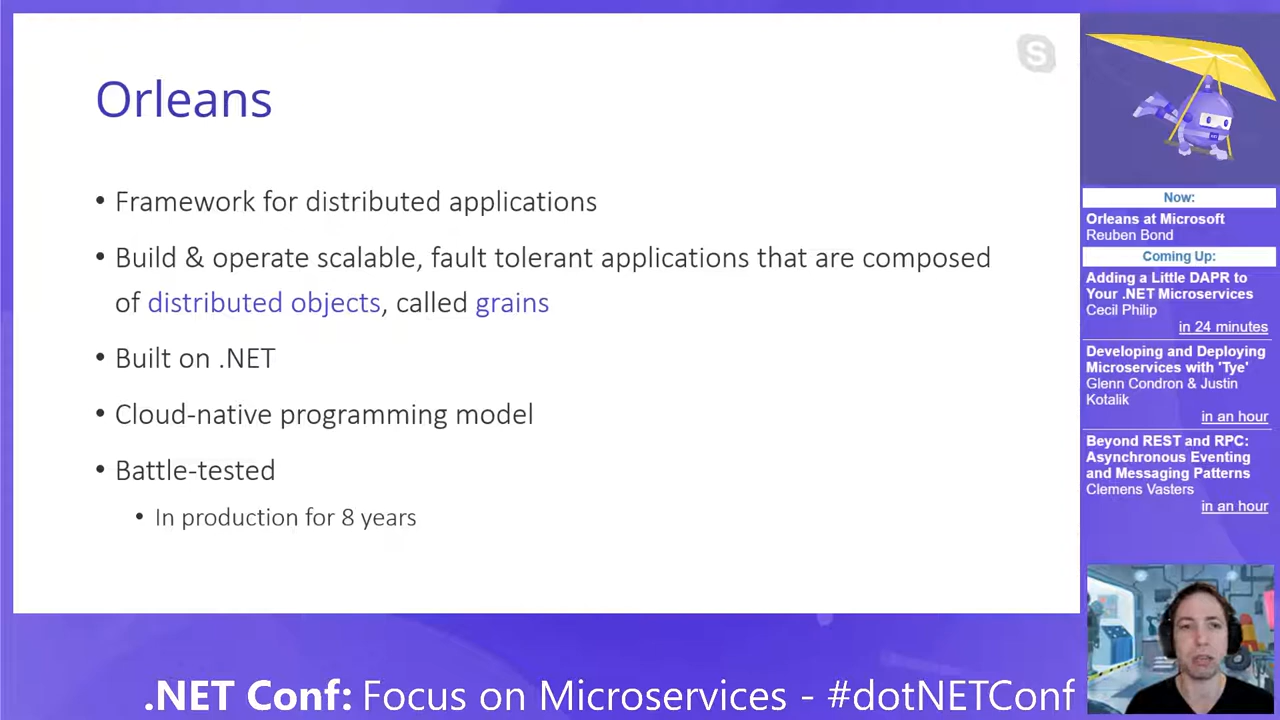 Orleans
• Framework for distributed applications
• Build & operate scalable, fault tolerant applications that are composed
of distributed objects, called grains
• Built on .NET
• Cloud-native programming model
• Battle-tested
• In production for 8 years
S
Now:
Orleans at Microsoft
Reuben Bond
Coming Up:
Adding a Little DAPR to
Your .NET Microservices
Cecil Philip
in 24 minutes
Developing and Deploying
Microservices with 'Tye'
Glenn Condron & Justin
Kotalik
in an hour
Beyond REST and RPC:
Asynchronous Eventing
and Messaging Patterns
Clemens Vasters
in an hour
.NET Conf: Focus on Microservices - #dotNETConf